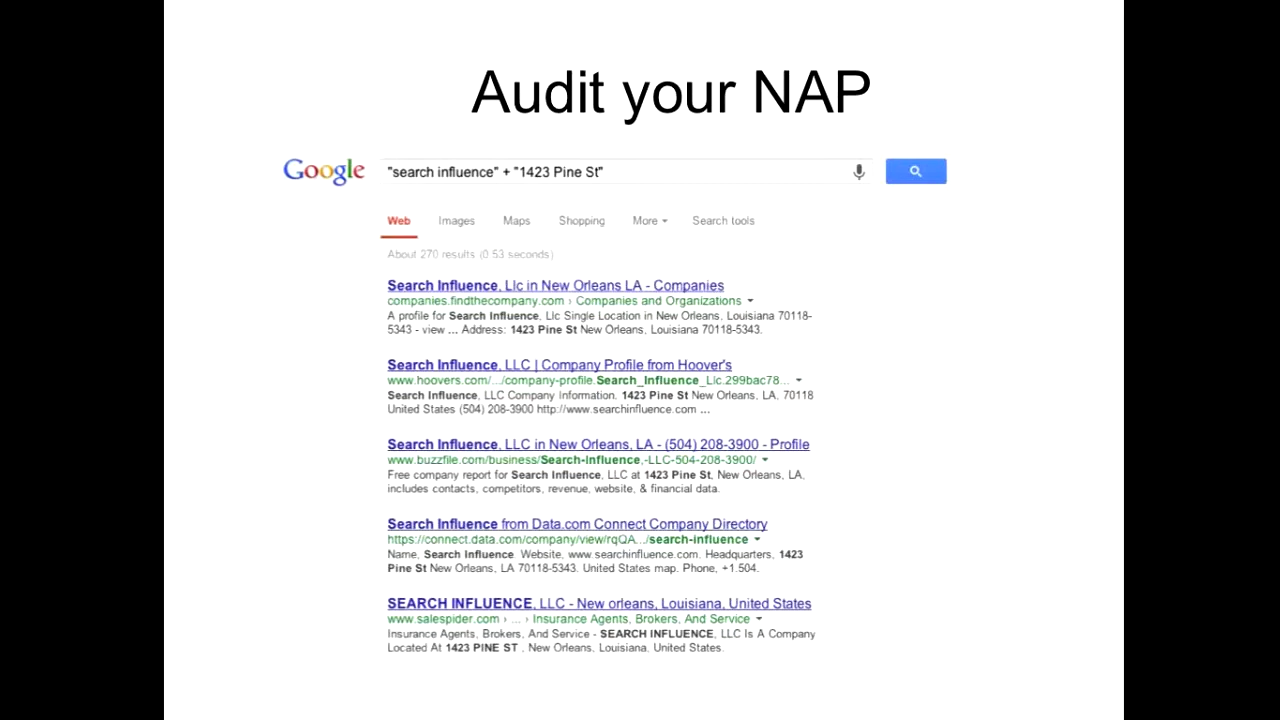 Audit your NAP
Google "search influence" + "1423 Pine St"
Web Images Maps Shopping More Search tools
About 270 results (0.53 seconds)
Search Influence, Llc in New Orleans LA - Companies
companies.findthecompany.com › Companies and Organizations
A profile for Search Influence, Llc Single Location in New Orleans, Louisiana 70118-
5343 - view ... Address: 1423 Pine St New Orleans, Louisiana 70118-5343.
Search Influence, LLC | Company Profile from Hoover's
www.hoovers.com/.../company-profile.Search_Influence_Llc.299bac78...
Search Influence, LLC Company Information. 1423 Pine St New Orleans, LA, 70118
United States (504) 208-3900 http://www.searchinfluence.com ...
Search Influence, LLC in New Orleans, LA - (504) 208-3900 - Profile
www.buzzfile.com/business/Search-Influence,-LLC-504-208-3900/
Free company report for Search Influence, LLC at 1423 Pine St, New Orleans, LA,
includes contacts, competitors, revenue, website, & financial data.
Search Influence from Data.com Connect Company Directory
https://connect.data.com/company/view/rqQA.../search-influence
Name, Search Influence. Website, www.searchinfluence.com. Headquarters, 1423
Pine St New Orleans, LA 70118-5343. United States map. Phone, +1.504.
SEARCH INFLUENCE, LLC - New orleans, Louisiana, United States
www.salespider.com › ... › Insurance Agents, Brokers, And Service
Insurance Agents, Brokers, And Service - SEARCH INFLUENCE, LLC Is A Company
Located At 1423 PINE ST , New Orleans, Louisiana, United States.